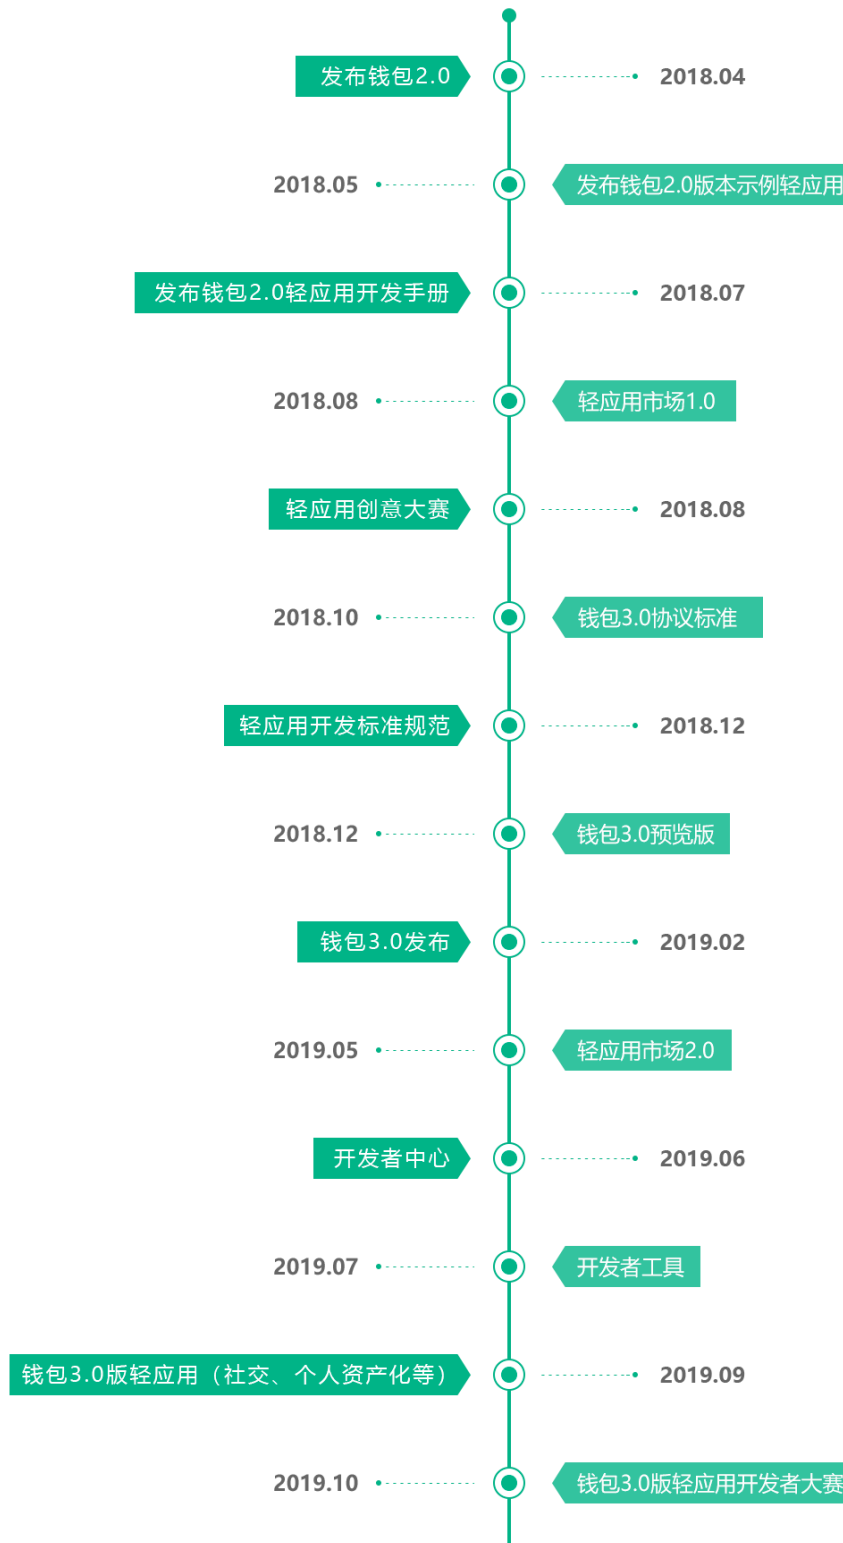 发布钱包2.0
2018.04
2018.05
发布钱包2.0版本示例轻应用
发布钱包2.0轻应用开发手册
2018.07
2018.08
轻应用市场1.0
轻应用创意大赛
2018.08
2018.10
钱包3.0协议标准
轻应用开发标准规范
2018.12
2018.12
钱包3.0预览版
钱包3.0发布
2019.02
2019.05
轻应用市场2.0
开发者中心
2019.06
2019.07
开发者工具
钱包3.0版轻应用（社交、个人资产化等）
2019.09
2019.10
钱包3.0版轻应用开发者大赛